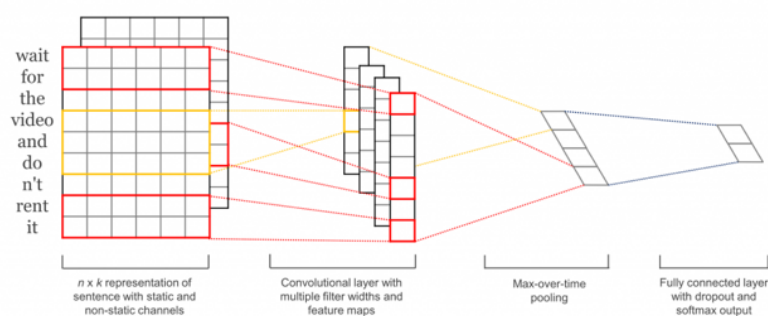 wait
for
the
video
and
do
n't
rent
it
n x k representation of
sentence with static and
non-static channels
Convolutional layer with
multiple filter widths and
feature maps
Max-over-time
pooling
Fully connected layer
with dropout and
softmax output